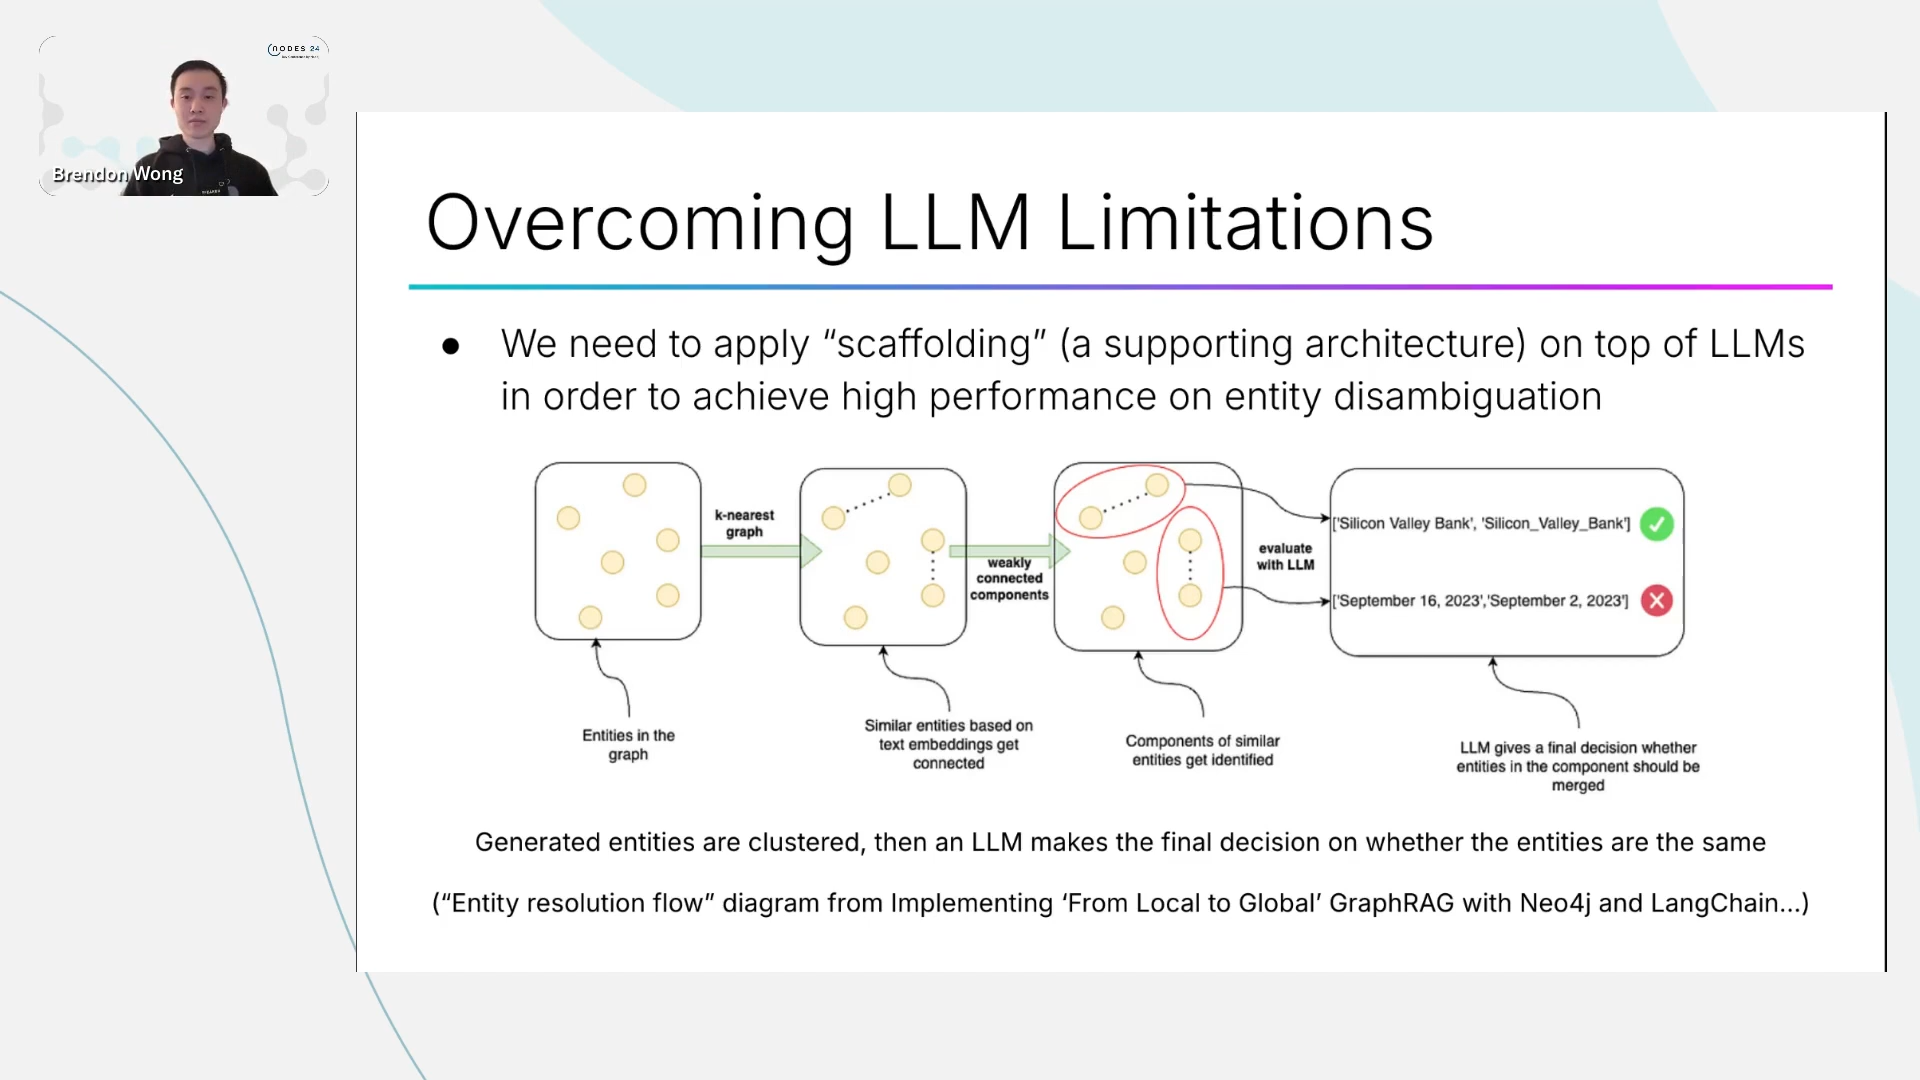 NODES 24
Brendon Wong
Overcoming LLM Limitations
● We need to apply “scaffolding” (a supporting architecture) on top of LLMs
in order to achieve high performance on entity disambiguation
k-nearest
graph
weakly
connected
components
evaluate
with LLM
['Silicon Valley Bank', 'Silicon_Valley_Bank']
['September 16, 2023','September 2, 2023']
Entities in the
graph
Similar entities based on
text embeddings get
connected
Components of similar
entities get identified
LLM gives a final decision whether
entities in the component should be
merged
Generated entities are clustered, then an LLM makes the final decision on whether the entities are the same
(“Entity resolution flow” diagram from Implementing ‘From Local to Global’ GraphRAG with Neo4j and LangChain...)